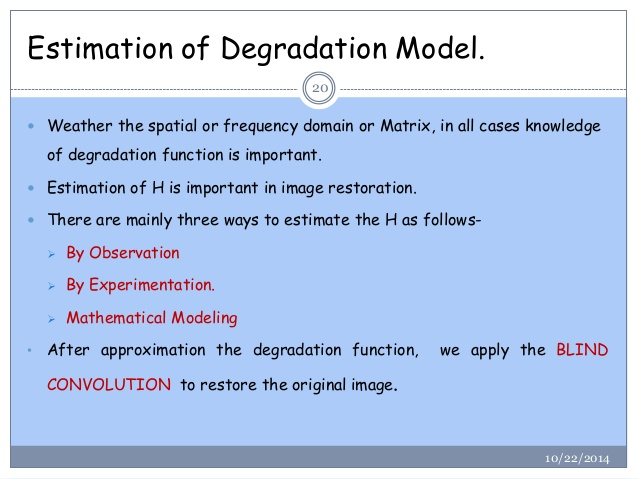 Estimation of Degradation Model.
20
Weather the spatial or frequency domain or Matrix, in all cases knowledge
of degradation function is important.
Estimation of H is important in image restoration.
There are mainly three ways to estimate the H as follows-
By Observation
By Experimentation.
Mathematical Modeling
After approximation the degradation function, we apply the BLIND
CONVOLUTION to restore the original image.
10/22/2014